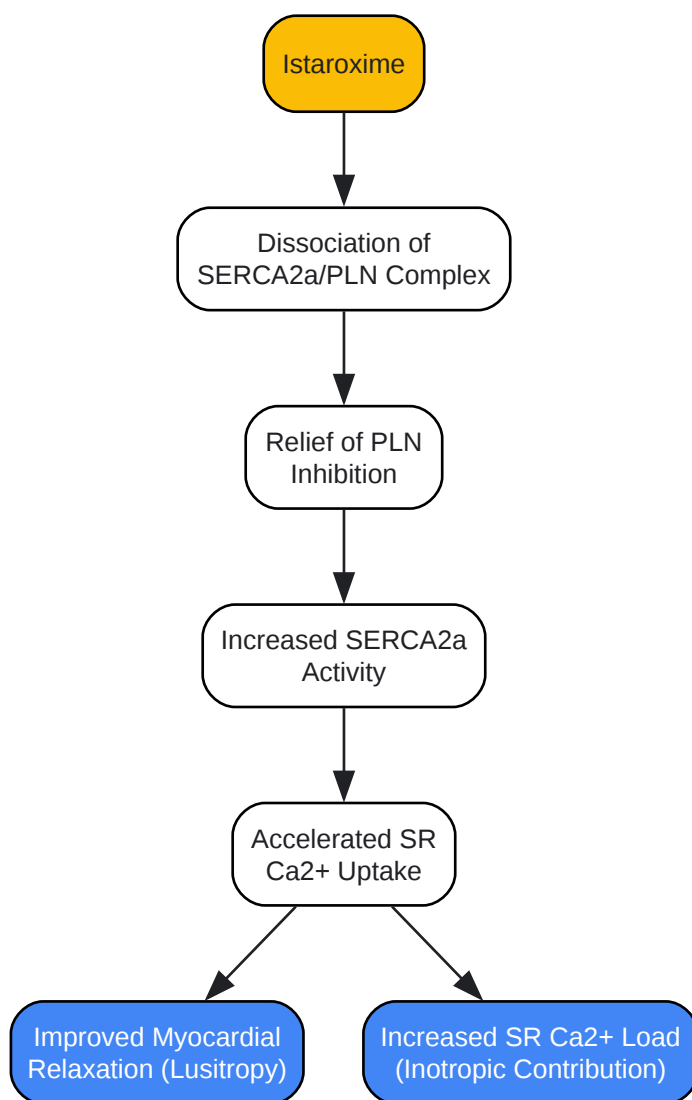 Istaroxime
Dissociation of
SERCA2a/PLN Complex
Relief of PLN
Inhibition
Increased SERCA2a
Activity
Accelerated SR
Ca2+ Uptake
Improved Myocardial
Relaxation (Lusitropy)
Increased SR Ca2+ Load
(Inotropic Contribution)